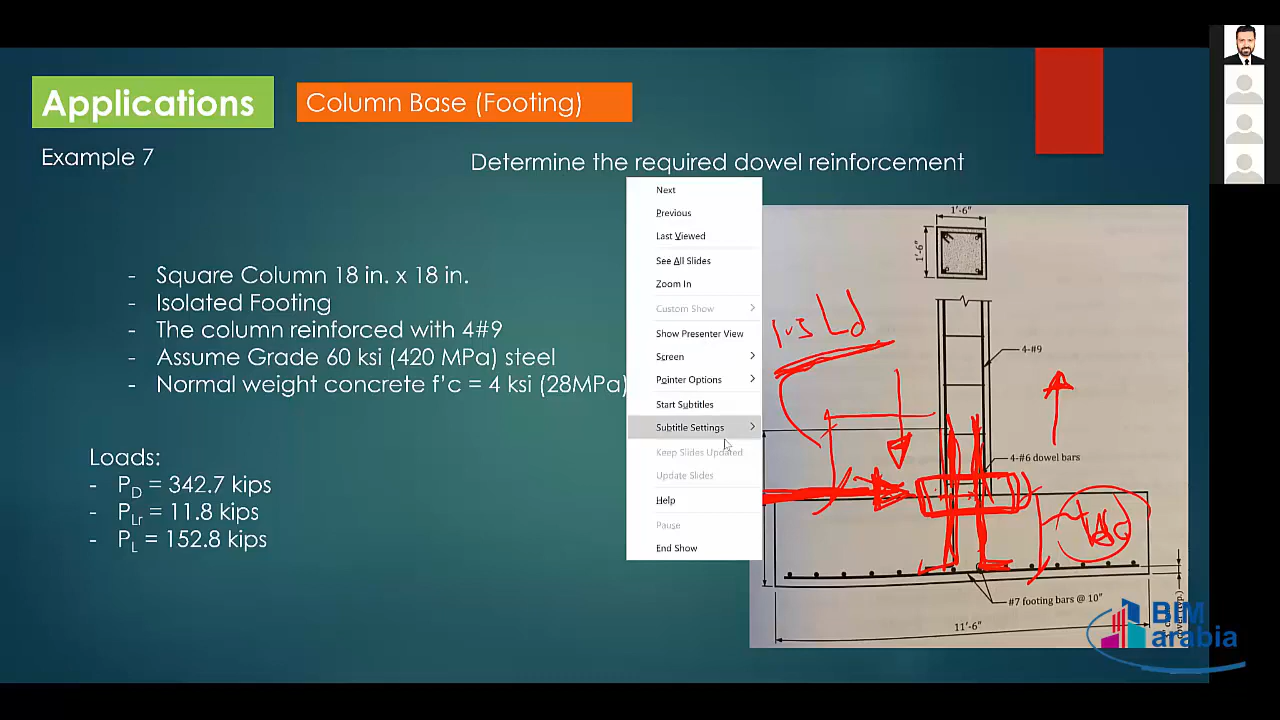 Applications
Column Base (Footing)
Example 7
Determine the required dowel reinforcement
- Square Column 18 in. x 18 in.
- Isolated Footing
- The column reinforced with 4#9
- Assume Grade 60 ksi (420 MPa) steel
- Normal weight concrete f'c = 4 ksi (28MPa)
Loads:
- PD = 342.7 kips
- PLr = 11.8 kips
- PL = 152.8 kips
Next
Previous
Last Viewed
See All Slides
Zoom In
Custom Show
Show Presenter View
Screen
Pointer Options
Start Subtitles
Subtitle Settings
Keep Slides Updated
Update Slides
Help
Pause
End Show
1'-6"
1'-6"
1.3 Ld
4-#9
4-#6 dowel bars
#7 footing bars @ 10"
11'-6"
BIM
arabia